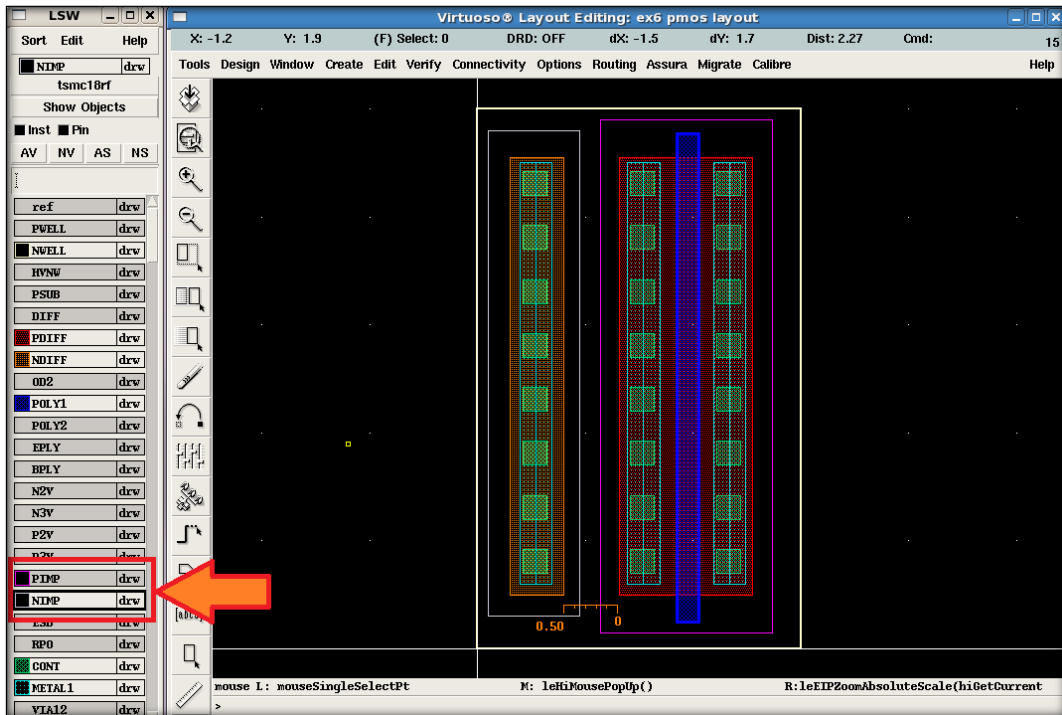 LSW
Sort Edit Help
NIMP drw
tsmc18rf
Show Objects
Inst Pin
AV NV AS NS
ref drw
PWELL drw
NWELL drw
HVNW drw
PSUB drw
DIFF drw
PDIFF drw
NDIFF drw
OD2 drw
POLY1 drw
POLY2 drw
EPLY drw
BPLY drw
N2V drw
N3V drw
P2V drw
P3V drw
PIMP drw
NIMP drw
ESD drw
RPO drw
CONT drw
METAL1 drw
VIA12 drw
Virtuoso® Layout Editing: ex6 pmos layout
X: -1.2 Y: 1.9 (F) Select: 0 DRD: OFF dX: -1.5 dY: 1.7 Dist: 2.27 Cmd: 15
Tools Design Window Create Edit Verify Connectivity Options Routing Assura Migrate Calibre Help
[abcd]
0.50 0
mouse L: mouseSingleSelectPt M: leHiMousePopUp() R:leEIPZoomAbsoluteScale(hiGetCurrent
>